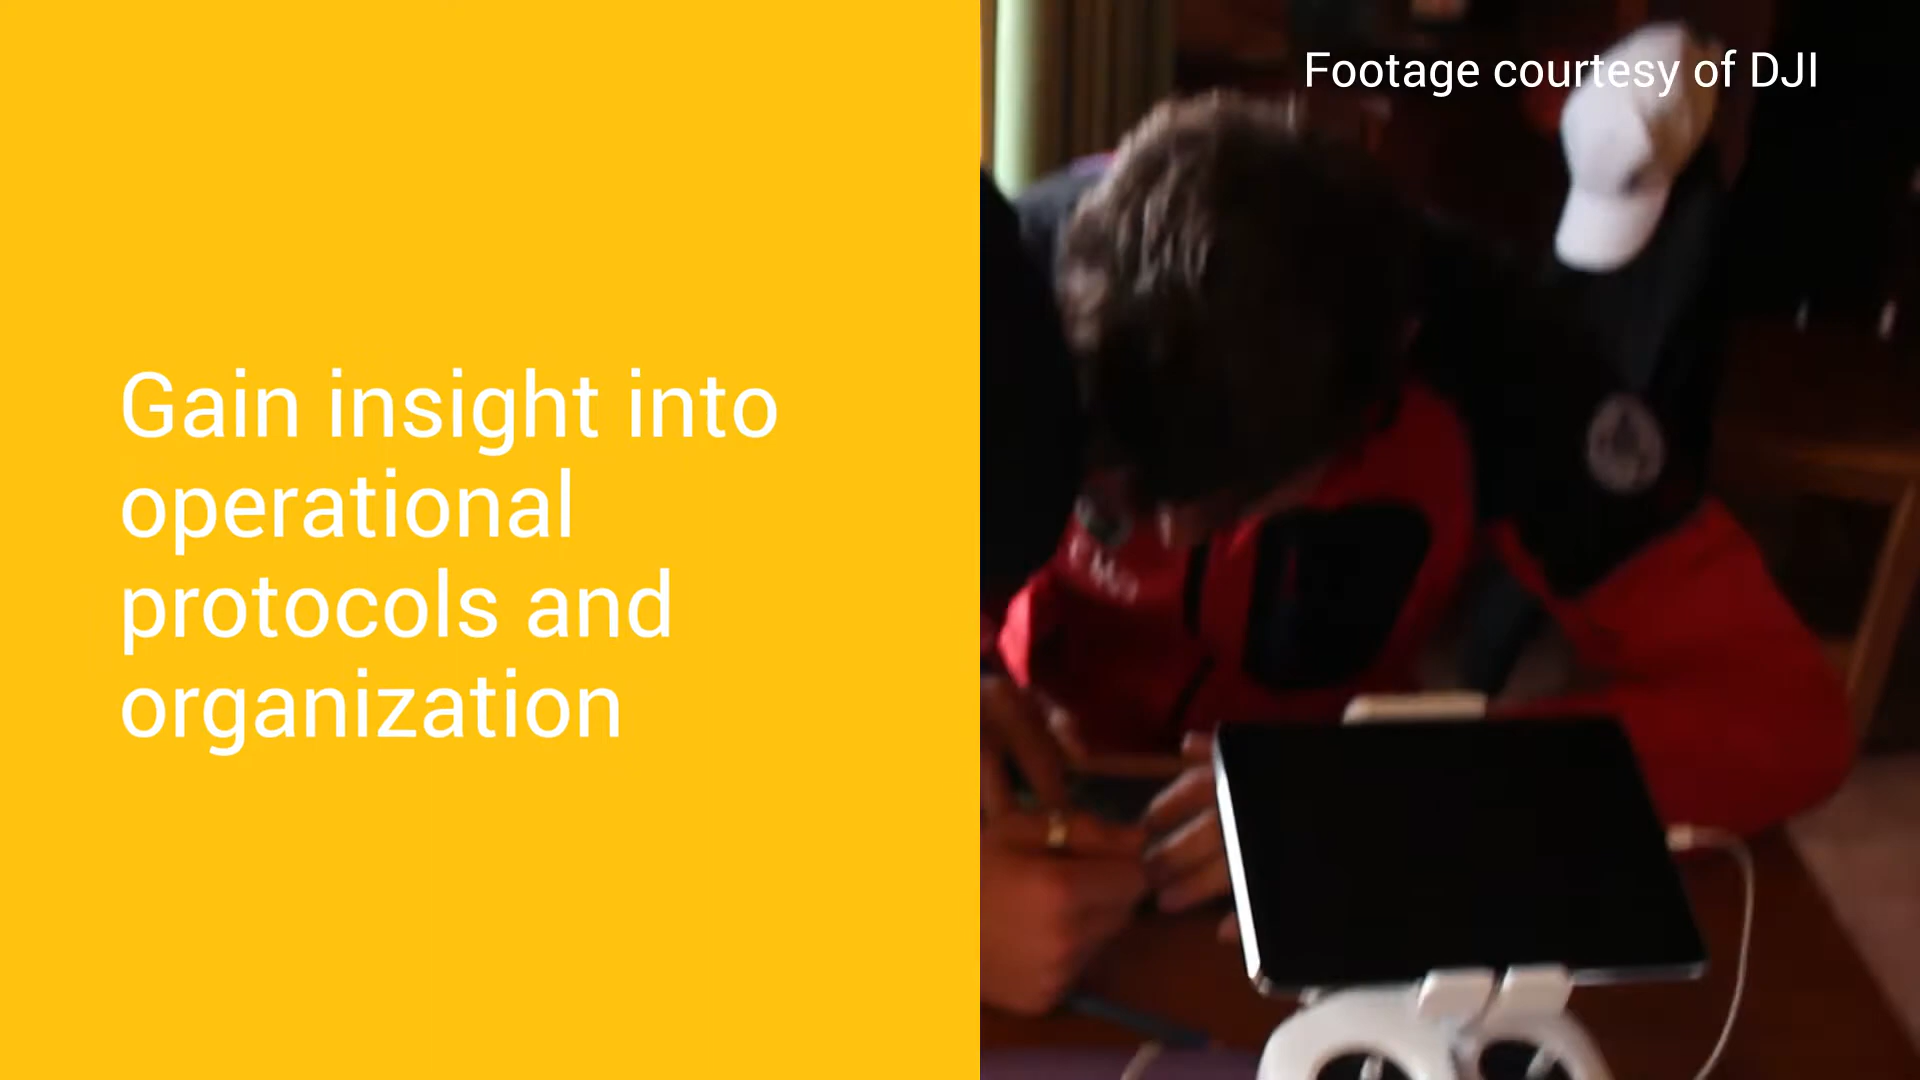 Footage courtesy of DJI
Gain insight into
operational
protocols and
organization